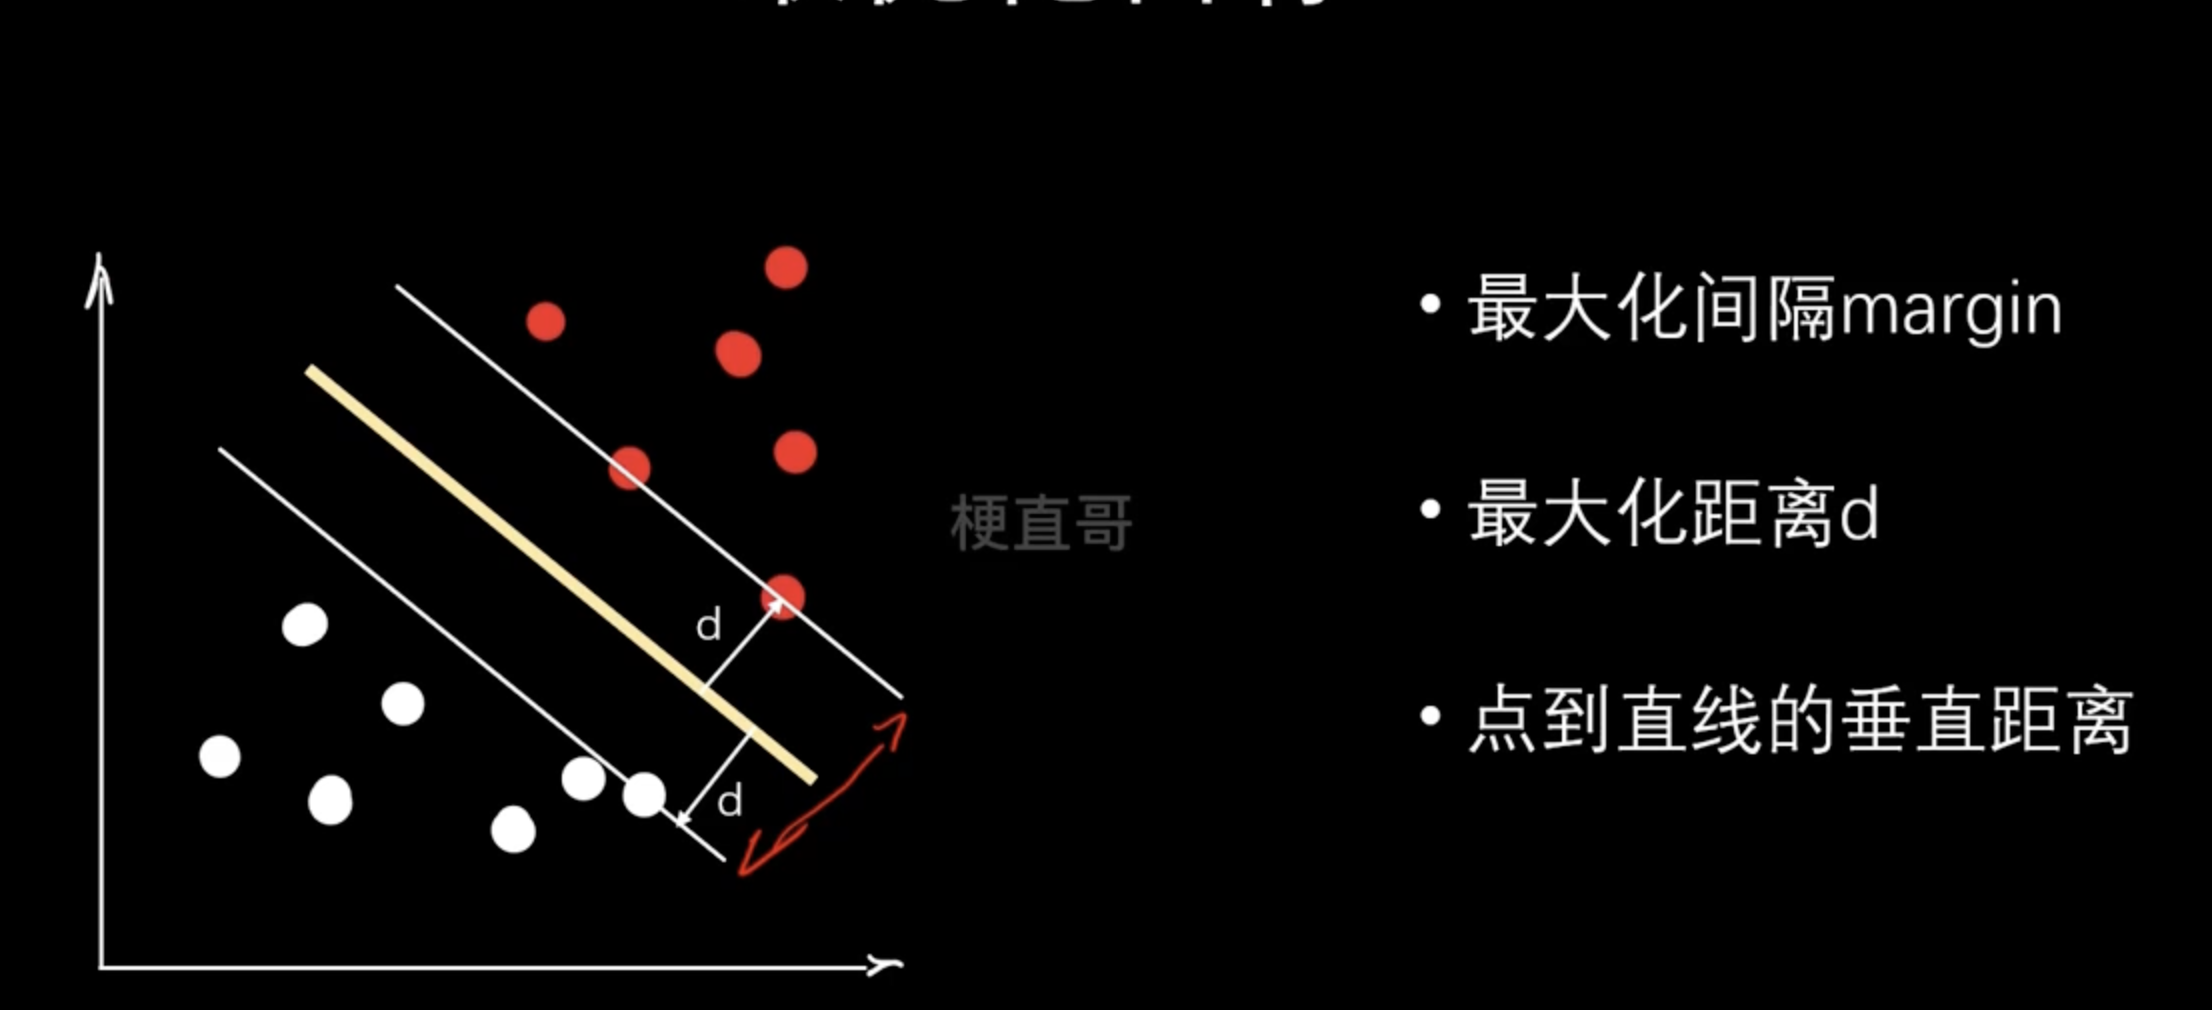 • 最大化间隔margin
• 最大化距离d
梗直哥
d
• 点到直线的垂直距离
d